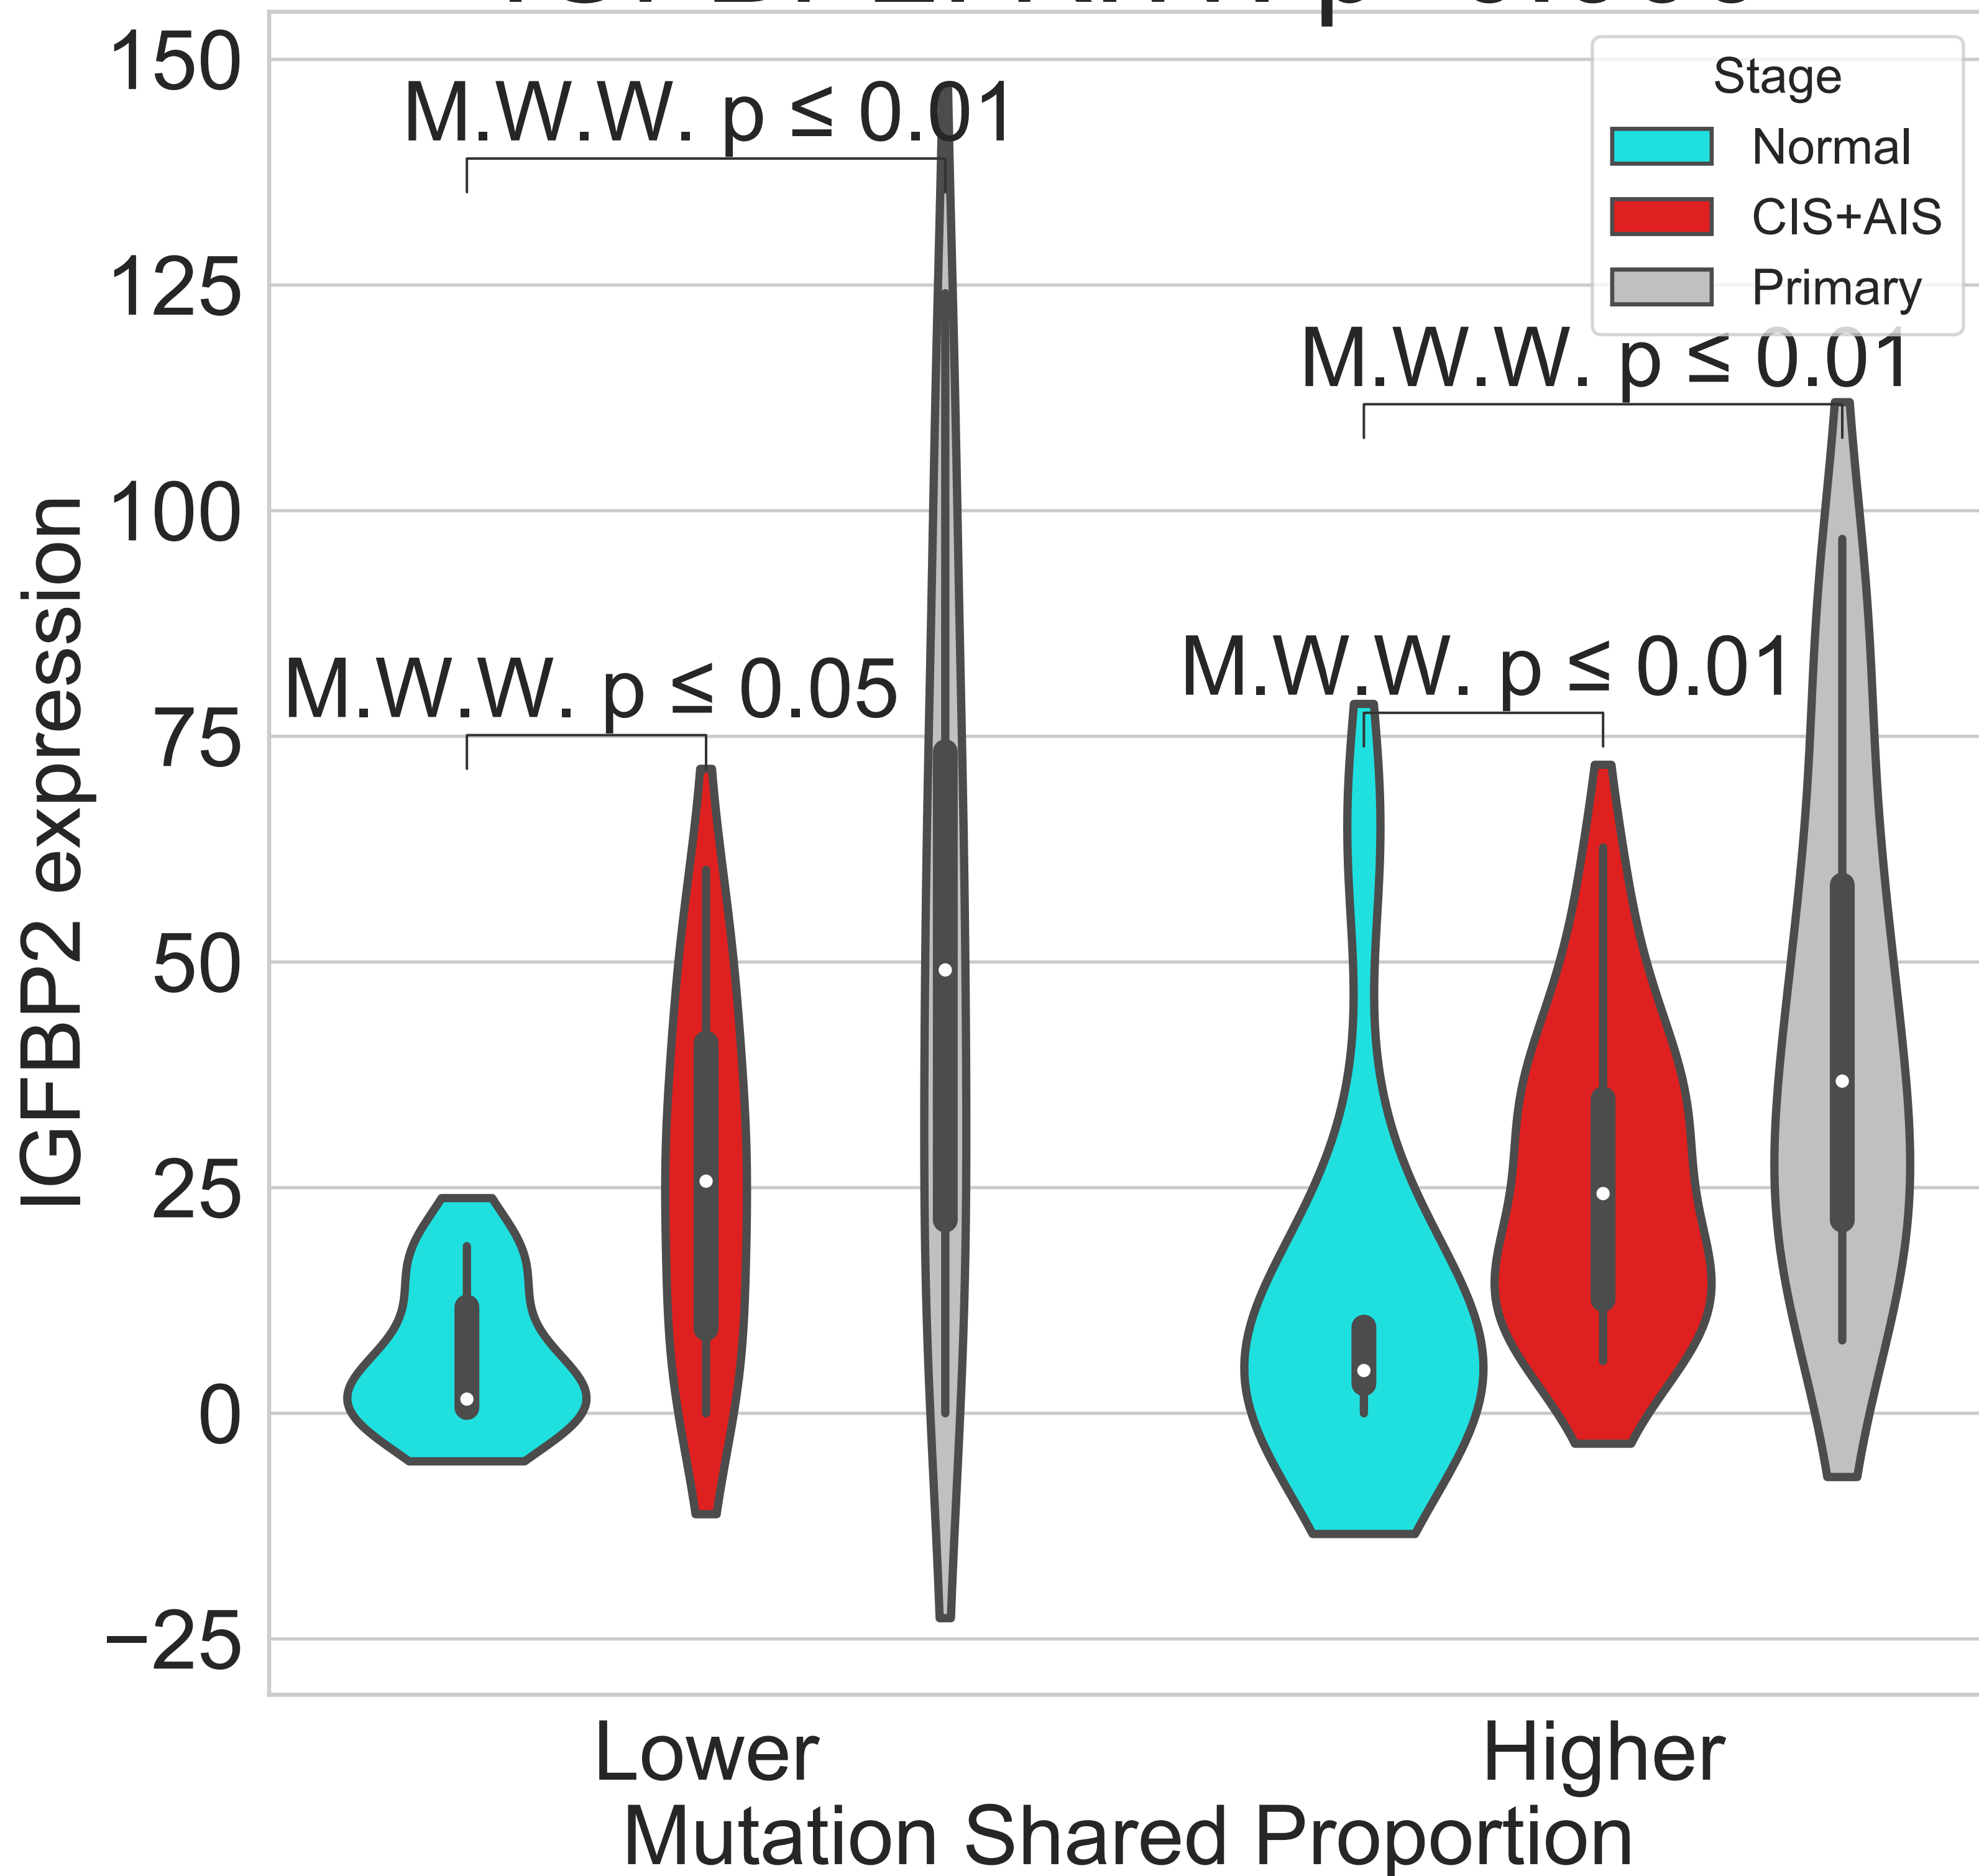 150
M.W.W. p ≤ 0.01
Stage
Normal
CIS+AIS
Primary
125
M.W.W. p ≤ 0.01
100
M.W.W. p ≤ 0.01
M.W.W. p ≤ 0.05
75
50
25
0
−25
IGFBP2 expression
Lower
Higher
Mutation Shared Proportion